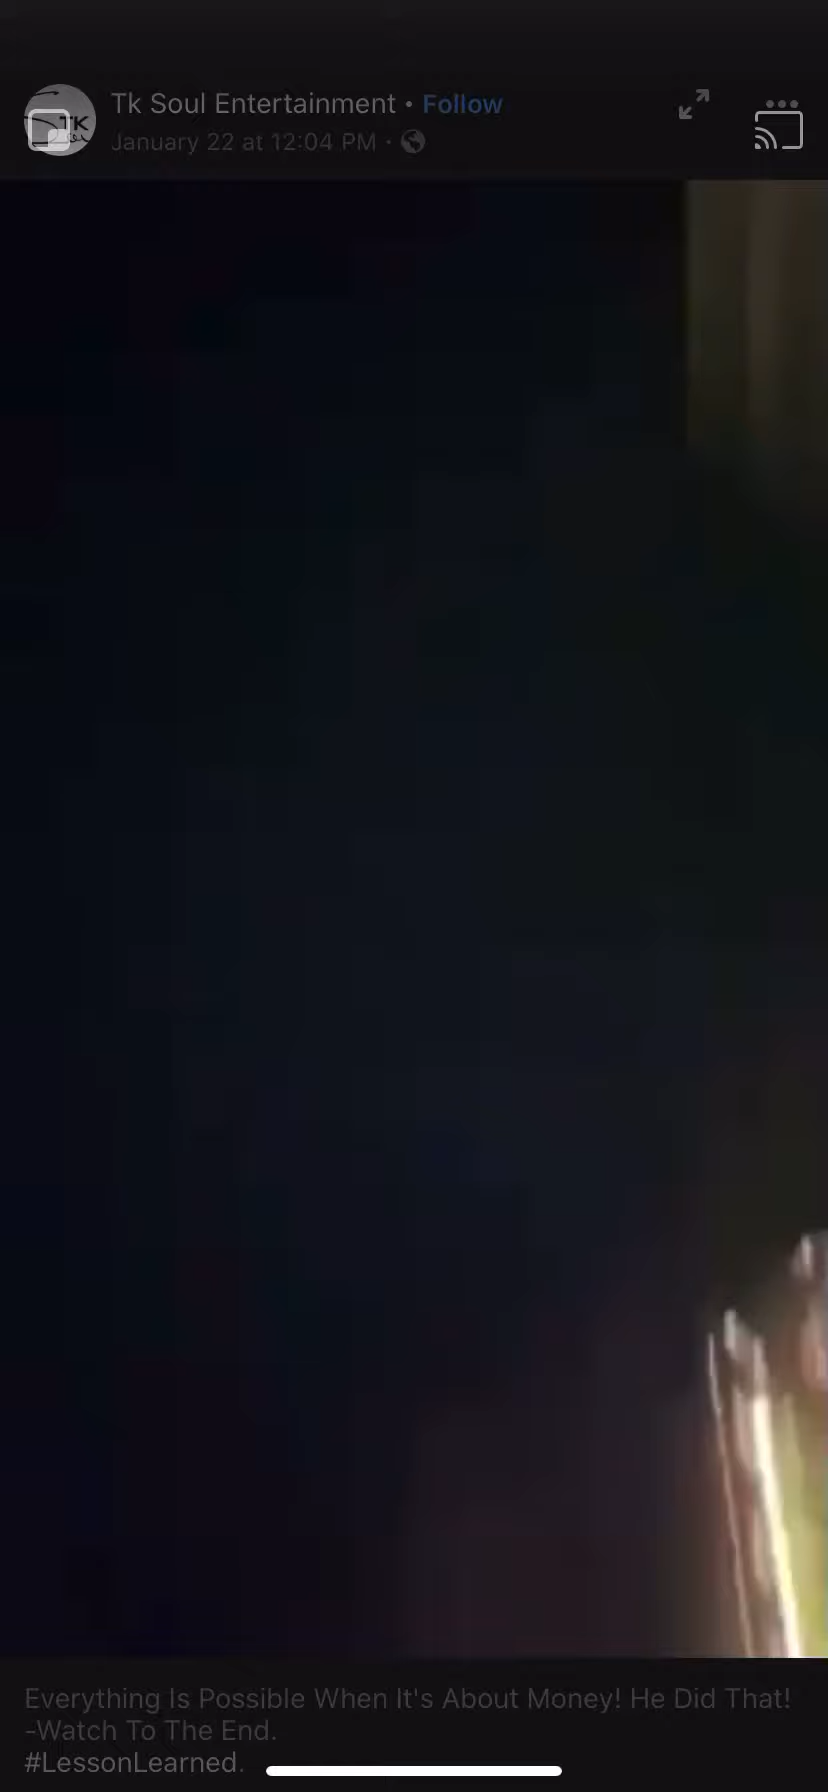 Tk Soul Entertainment • Follow
January 22 at 12:04 PM ·
TK
Everything Is Possible When It's About Money! He Did That!
-Watch To The End.
#LessonLearned.